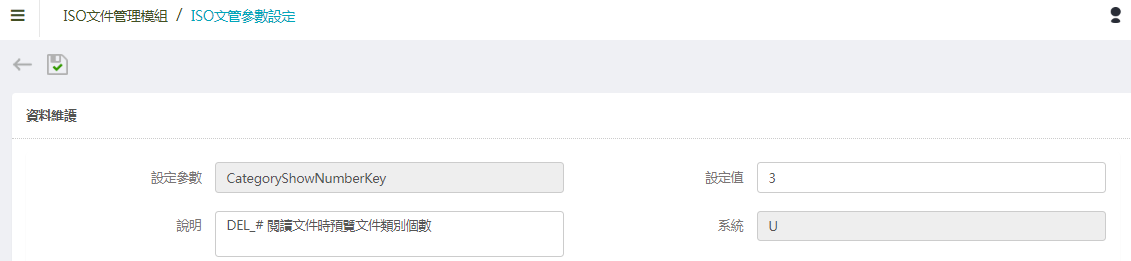 ISO文件管理模組 / ISO文管參數設定
資料維護
設定參數 CategoryShowNumberKey 設定值 3
說明 DEL_# 閱讀文件時預覽文件類別個數 系統 U